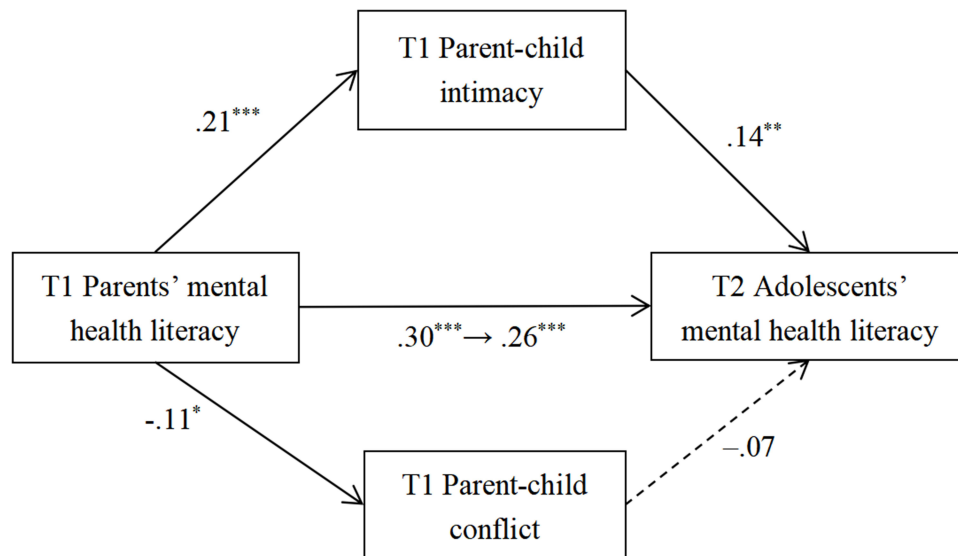 T1 Parent-child
intimacy
.21***
.14**
T1 Parents’ mental
health literacy
T2 Adolescents’
mental health literacy
.30***→ .26***
-.11*
–.07
T1 Parent-child
conflict